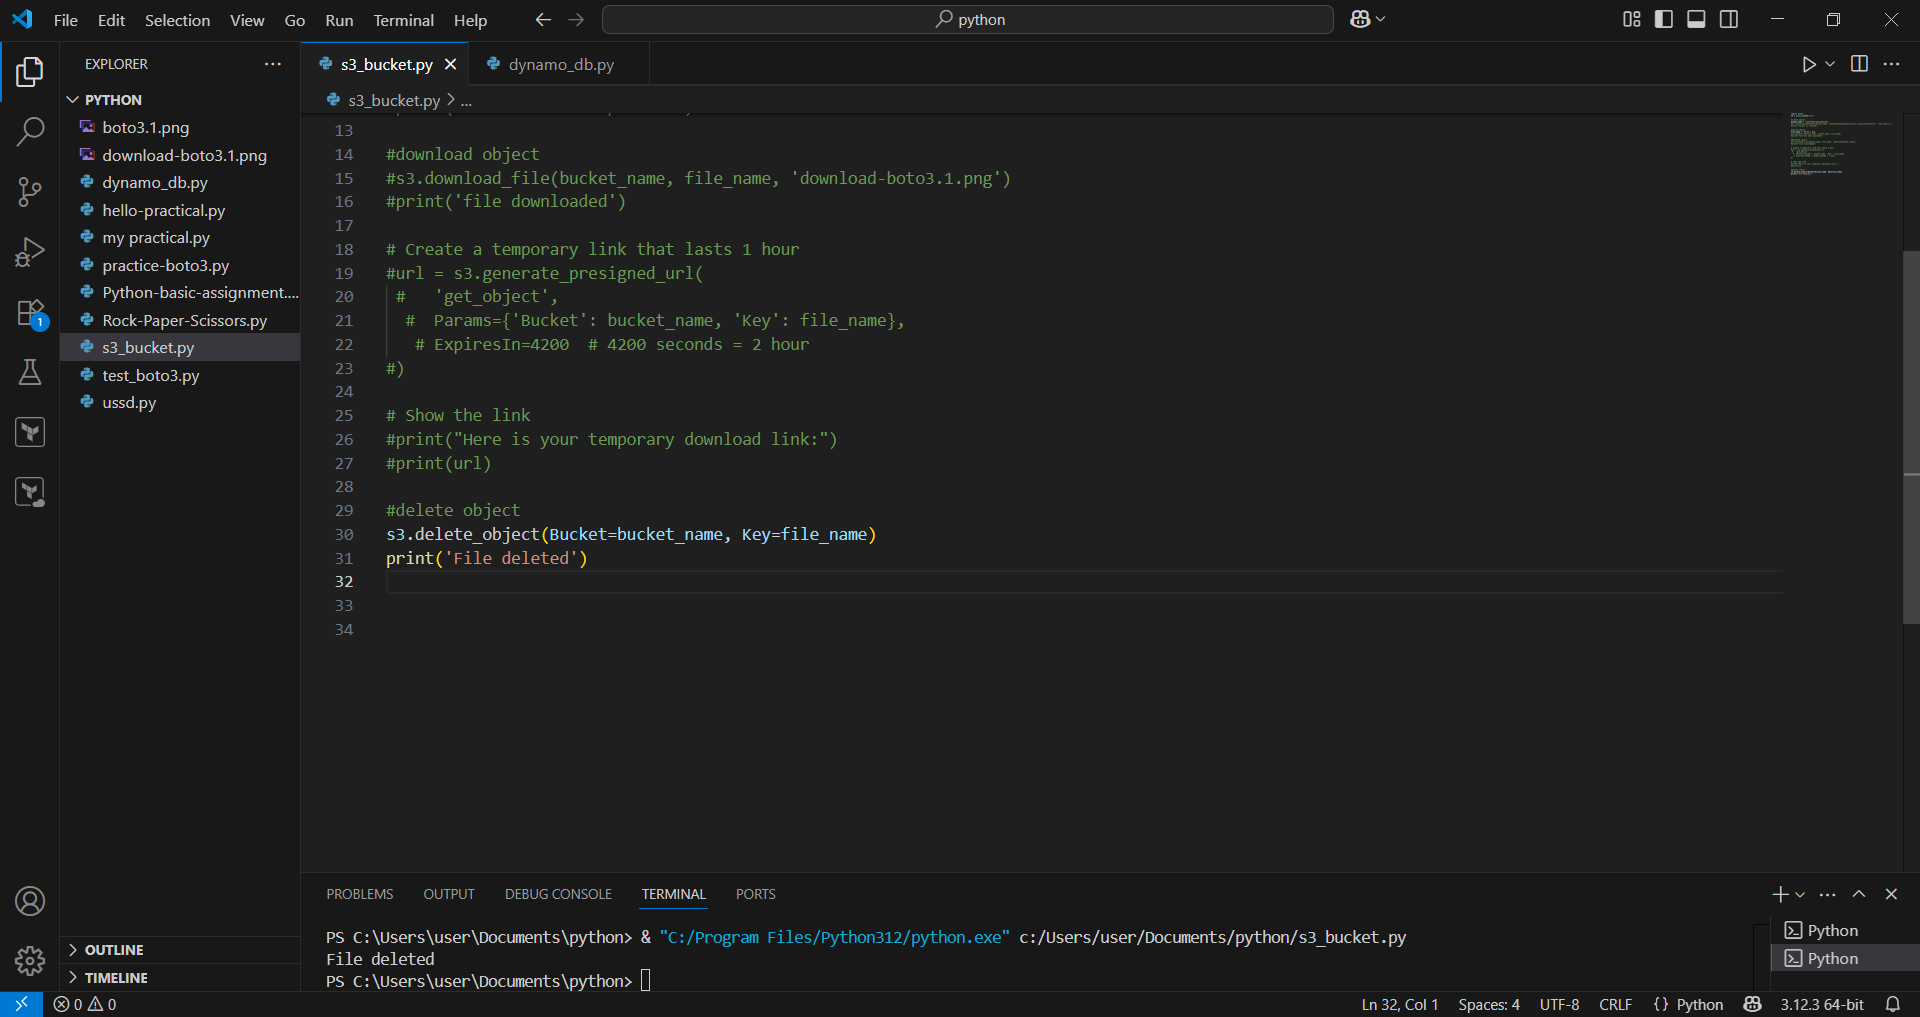 File Edit Selection View Go Run Terminal Help
python
EXPLORER
PYTHON
boto3.1.png
download-boto3.1.png
dynamo_db.py
hello-practical.py
my practical.py
practice-boto3.py
Python-basic-assignment....
Rock-Paper-Scissors.py
s3_bucket.py
test_boto3.py
ussd.py
OUTLINE
TIMELINE
1
s3_bucket.py
dynamo_db.py
s3_bucket.py > ...
13
14 #download object
15 #s3.download_file(bucket_name, file_name, 'download-boto3.1.png')
16 #print('file downloaded')
17
18 # Create a temporary link that lasts 1 hour
19 #url = s3.generate_presigned_url(
20 #   'get_object',
21 #  Params={'Bucket': bucket_name, 'Key': file_name},
22 # ExpiresIn=4200  # 4200 seconds = 2 hour
23 #)
24
25 # Show the link
26 #print("Here is your temporary download link:")
27 #print(url)
28
29 #delete object
30 s3.delete_object(Bucket=bucket_name, Key=file_name)
31 print('File deleted')
32
33
34
PROBLEMS OUTPUT DEBUG CONSOLE TERMINAL PORTS
PS C:\Users\user\Documents\python> & "C:/Program Files/Python312/python.exe" c:/Users/user/Documents/python/s3_bucket.py
File deleted
PS C:\Users\user\Documents\python>
Python
Python
0 0
Ln 32, Col 1 Spaces: 4 UTF-8 CRLF {} Python 3.12.3 64-bit